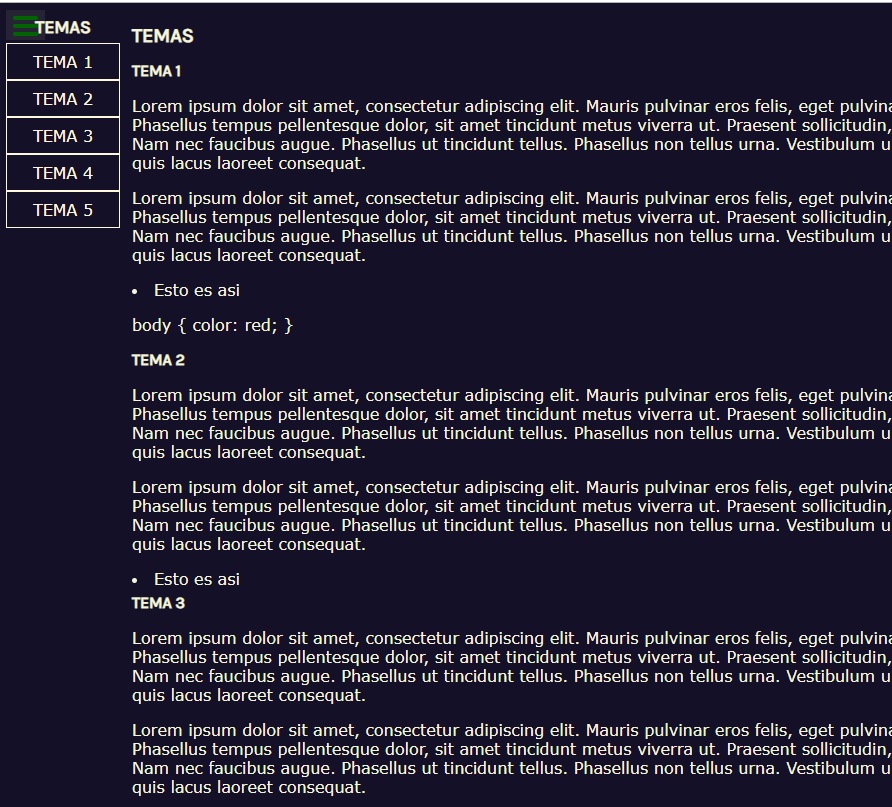 TEMAS
TEMA 1
TEMA 2
TEMA 3
TEMA 4
TEMA 5
TEMAS
TEMA 1
Lorem ipsum dolor sit amet, consectetur adipiscing elit. Mauris pulvinar eros felis, eget pulvina
Phasellus tempus pellentesque dolor, sit amet tincidunt metus viverra ut. Praesent sollicitudin,
Nam nec faucibus augue. Phasellus ut tincidunt tellus. Phasellus non tellus urna. Vestibulum u
quis lacus laoreet consequat.
Lorem ipsum dolor sit amet, consectetur adipiscing elit. Mauris pulvinar eros felis, eget pulvina
Phasellus tempus pellentesque dolor, sit amet tincidunt metus viverra ut. Praesent sollicitudin,
Nam nec faucibus augue. Phasellus ut tincidunt tellus. Phasellus non tellus urna. Vestibulum u
quis lacus laoreet consequat.
• Esto es asi
body { color: red; }
TEMA 2
Lorem ipsum dolor sit amet, consectetur adipiscing elit. Mauris pulvinar eros felis, eget pulvina
Phasellus tempus pellentesque dolor, sit amet tincidunt metus viverra ut. Praesent sollicitudin,
Nam nec faucibus augue. Phasellus ut tincidunt tellus. Phasellus non tellus urna. Vestibulum u
quis lacus laoreet consequat.
Lorem ipsum dolor sit amet, consectetur adipiscing elit. Mauris pulvinar eros felis, eget pulvina
Phasellus tempus pellentesque dolor, sit amet tincidunt metus viverra ut. Praesent sollicitudin,
Nam nec faucibus augue. Phasellus ut tincidunt tellus. Phasellus non tellus urna. Vestibulum u
quis lacus laoreet consequat.
• Esto es asi
TEMA 3
Lorem ipsum dolor sit amet, consectetur adipiscing elit. Mauris pulvinar eros felis, eget pulvina
Phasellus tempus pellentesque dolor, sit amet tincidunt metus viverra ut. Praesent sollicitudin,
Nam nec faucibus augue. Phasellus ut tincidunt tellus. Phasellus non tellus urna. Vestibulum u
quis lacus laoreet consequat.
Lorem ipsum dolor sit amet, consectetur adipiscing elit. Mauris pulvinar eros felis, eget pulvina
Phasellus tempus pellentesque dolor, sit amet tincidunt metus viverra ut. Praesent sollicitudin,
Nam nec faucibus augue. Phasellus ut tincidunt tellus. Phasellus non tellus urna. Vestibulum u
quis lacus laoreet consequat.